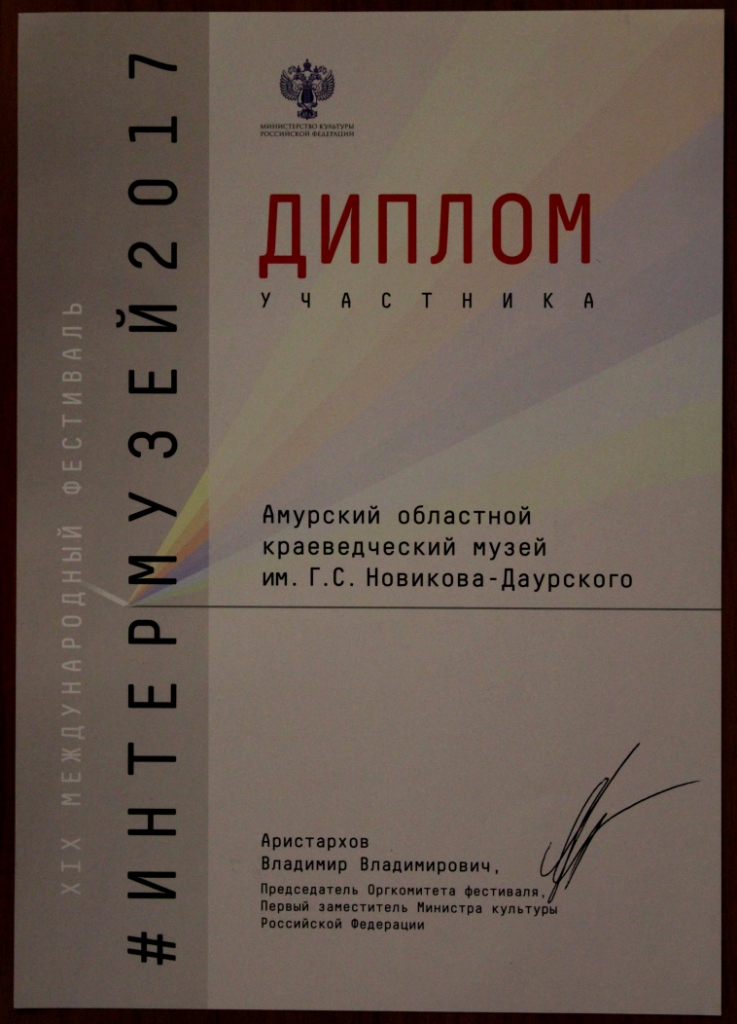 XIX МЕЖДУНАРОДНЫЙ ФЕСТИВАЛЬ
#ИНТЕРМУЗЕЙ2017
МИНИСТЕРСТВО КУЛЬТУРЫ
РОССИЙСКОЙ ФЕДЕРАЦИИ
ДИПЛОМ
УЧАСТНИКА
Амурский областной
краеведческий музей
им. Г.С. Новикова-Даурского
Аристархов
Владимир Владимирович,
Председатель Оргкомитета фестиваля,
Первый заместитель Министра культуры
Российской Федерации